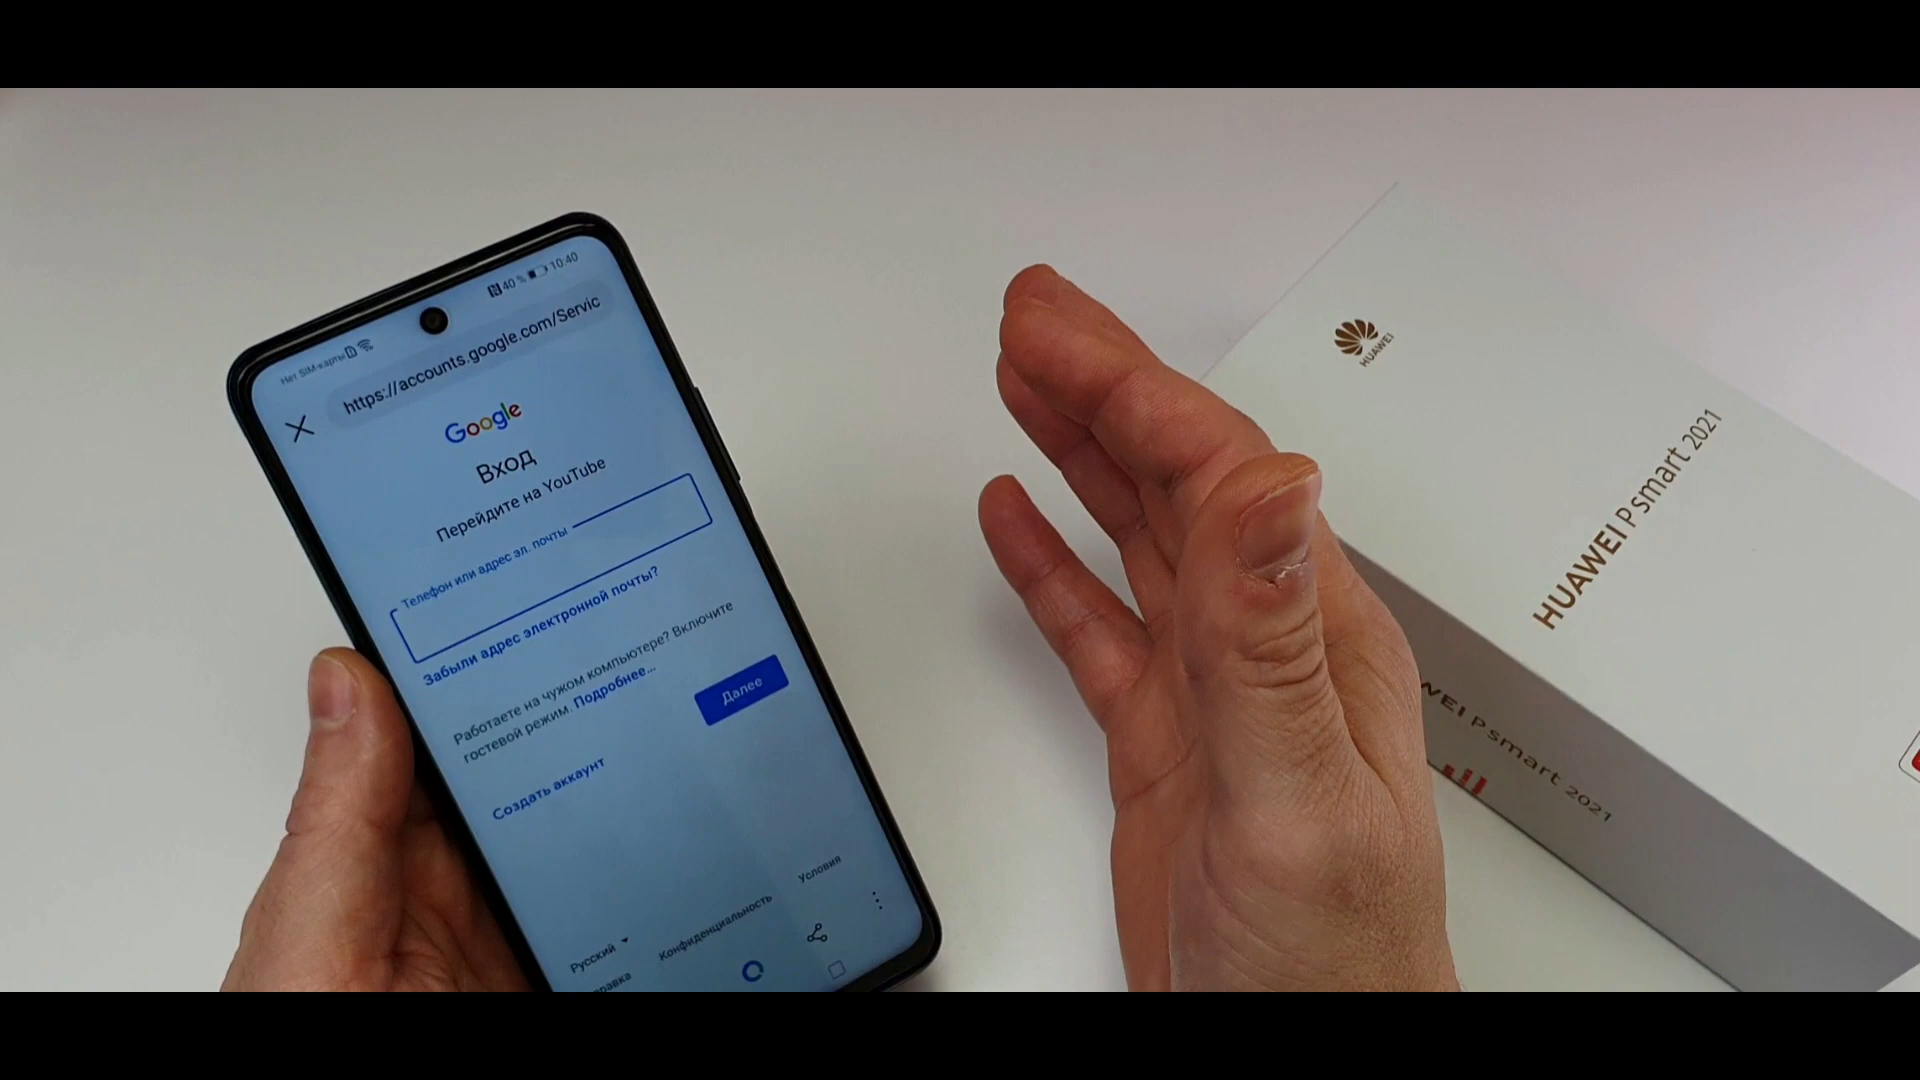 Нет SIM-карты
40 % 10:40
https://accounts.google.com/Servic
Google
Вход
Перейдите на YouTube
Телефон или адрес эл. почты
Забыли адрес электронной почты?
Работаете на чужом компьютере? Включите
гостевой режим. Подробнее...
Далее
Создать аккаунт
Русский
равка
Конфиденциальность
Условия
HUAWEI
HUAWEI P smart 2021
WEI P smart 2021